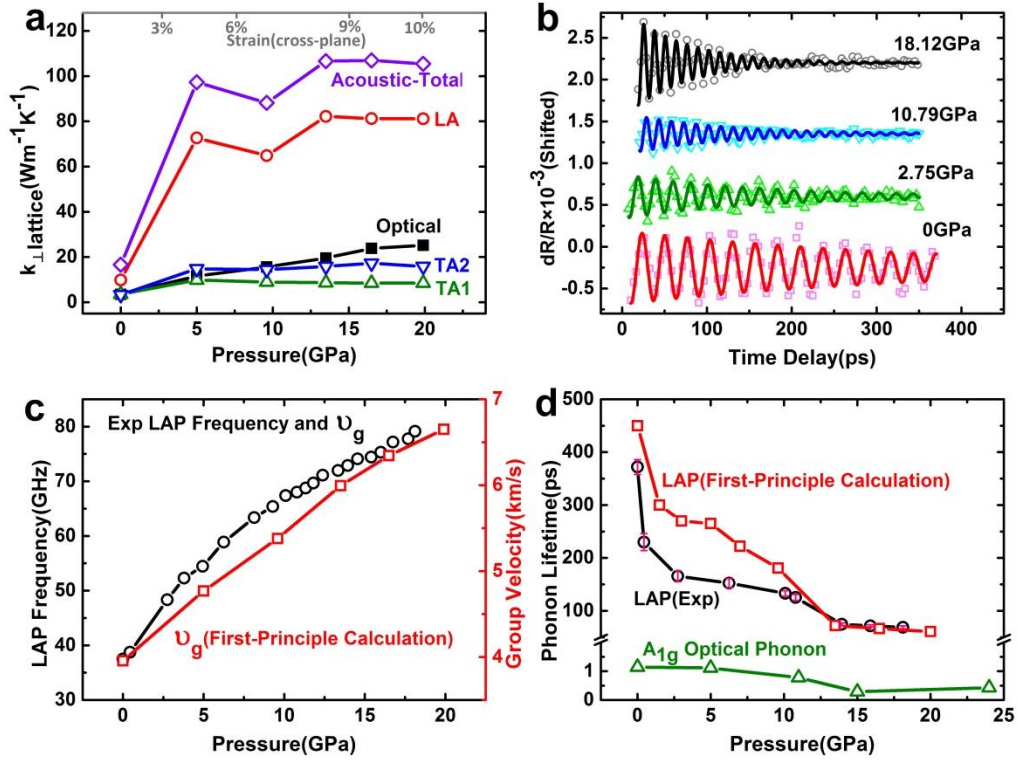 a
3% 6% 9% 10%
Strain(cross-plane)
120
100
80
60
40
20
0
k⊥lattice(Wm-1K-1)
Acoustic-Total
LA
Optical
TA2
TA1
0 5 10 15 20
Pressure(GPa)
b
2.5
2.0
1.5
1.0
0.5
0.0
-0.5
dR/R×10-3(Shifted)
18.12GPa
10.79GPa
2.75GPa
0GPa
0 100 200 300 400
Time Delay(ps)
c
80
70
60
50
40
30
LAP Frequency(GHz)
Exp LAP Frequency and υg
υg(First-Principle Calculation)
7
6
5
4
Group Velocity(km/s)
0 5 10 15 20
Pressure(GPa)
d
500
400
300
200
100
1
0
Phonon Lifetime(ps)
LAP(First-Principle Calculation)
LAP(Exp)
A1g Optical Phonon
0 5 10 15 20 25
Pressure(GPa)